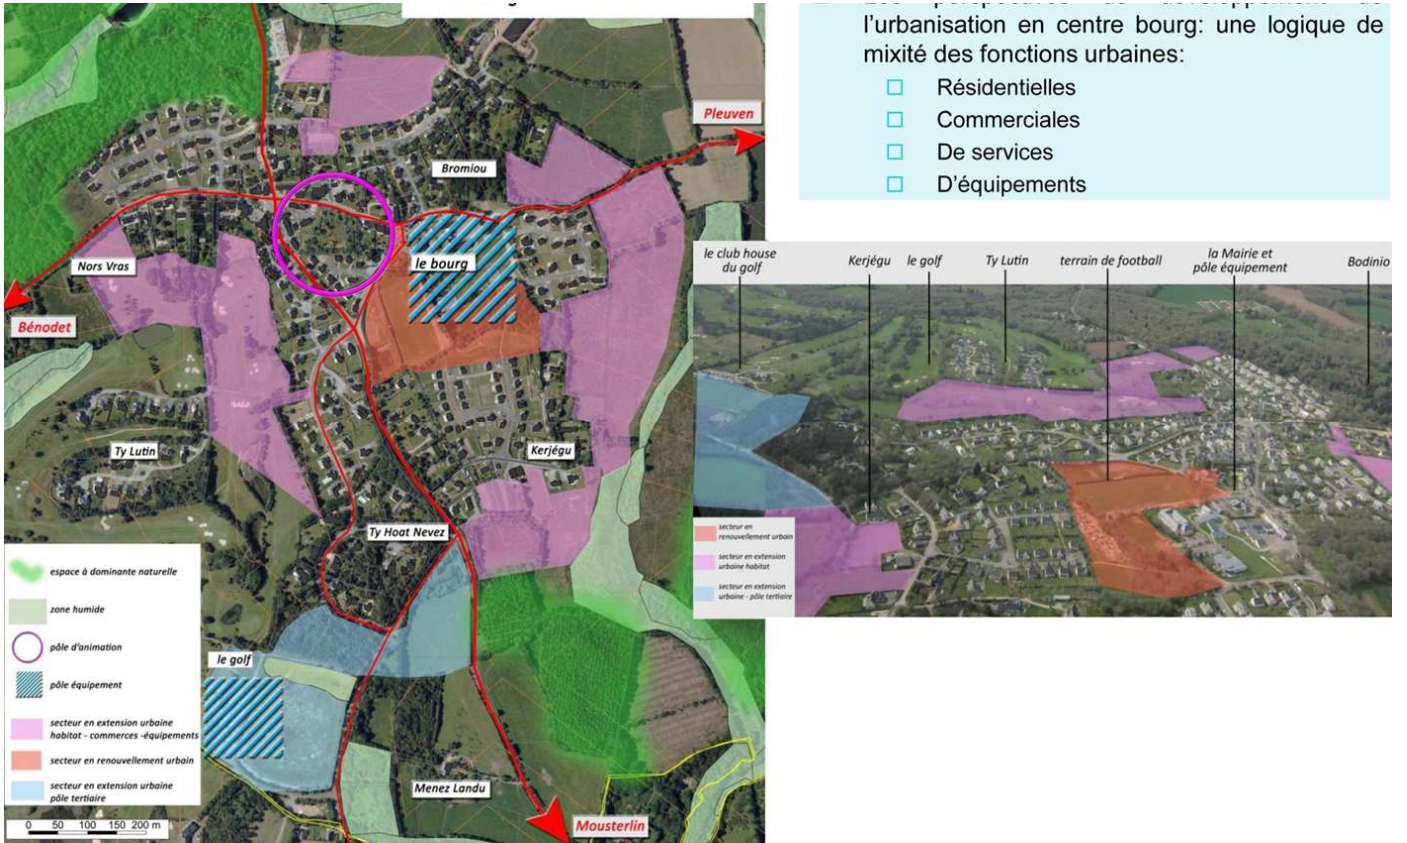 Les perspectives de développement de
l'urbanisation en centre bourg: une logique de
mixité des fonctions urbaines:
Résidentielles
Commerciales
De services
D'équipements
Pleuven
Bromiou
le bourg
Nors Vras
Bénodet
Ty Lutin
Kerjégu
Ty Hoat Nevez
le golf
Menez Landu
Mousterlin
espace à dominante naturelle
zone humide
pôle d'animation
pôle équipement
secteur en extension urbaine
habitat - commerces -équipements
secteur en renouvellement urbain
secteur en extension urbaine
pôle tertiaire
0 50 100 150 200 m
le club house
du golf
Kerjégu
le golf
Ty Lutin
terrain de football
la Mairie et
pôle équipement
Bodinio
secteur en
renouvellement urbain
secteur en extension
urbaine habitat
secteur en extension
urbaine - pôle tertiaire